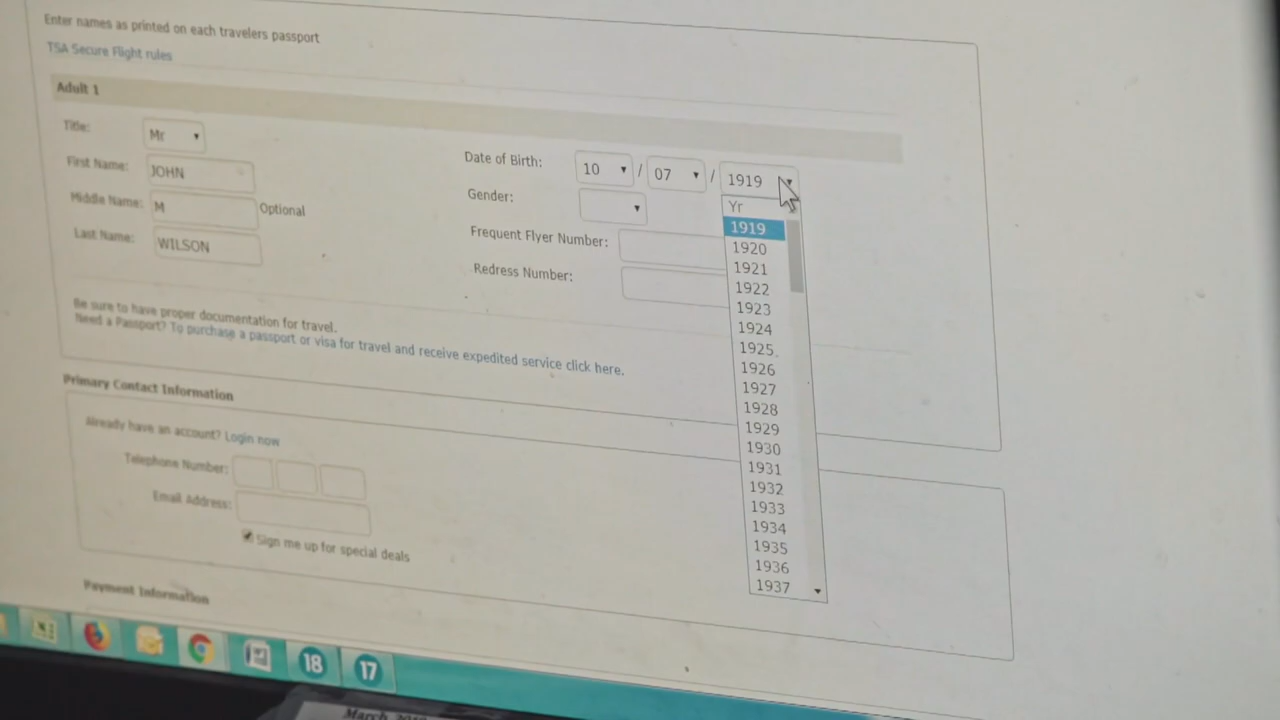 Enter names as printed on each travelers passport
TSA Secure Flight rules
Adult 1
Title: Mr
First Name: JOHN
Middle Name: M Optional
Last Name: WILSON
Date of Birth: 10 / 07 / 1919
Gender:
Frequent Flyer Number:
Redress Number:
Yr
1919
1920
1921
1922
1923
1924
1925
1926
1927
1928
1929
1930
1931
1932
1933
1934
1935
1936
1937
Be sure to have proper documentation for travel.
Need a Passport? To purchase a passport or visa for travel and receive expedited service click here.
Primary Contact Information
Already have an account? Login now
Telephone Number:
Email Address:
Sign me up for special deals
Payment Information
18
17
March